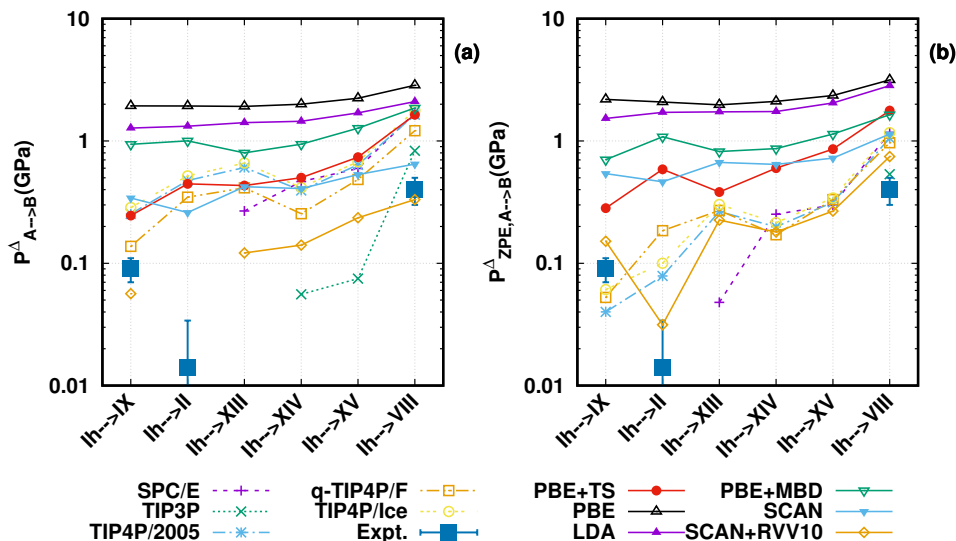 10
1
0.1
0.01
P^Δ_A-->B(GPa)
(a)
Ih-->IX
Ih-->II
Ih-->XIII
Ih-->XIV
Ih-->XV
Ih-->VIII
10
1
0.1
0.01
P^Δ_ZPE,A-->B(GPa)
(b)
Ih-->IX
Ih-->II
Ih-->XIII
Ih-->XIV
Ih-->XV
Ih-->VIII
SPC/E
TIP3P
TIP4P/2005
q-TIP4P/F
TIP4P/Ice
Expt.
PBE+TS
PBE
LDA
PBE+MBD
SCAN
SCAN+RVV10